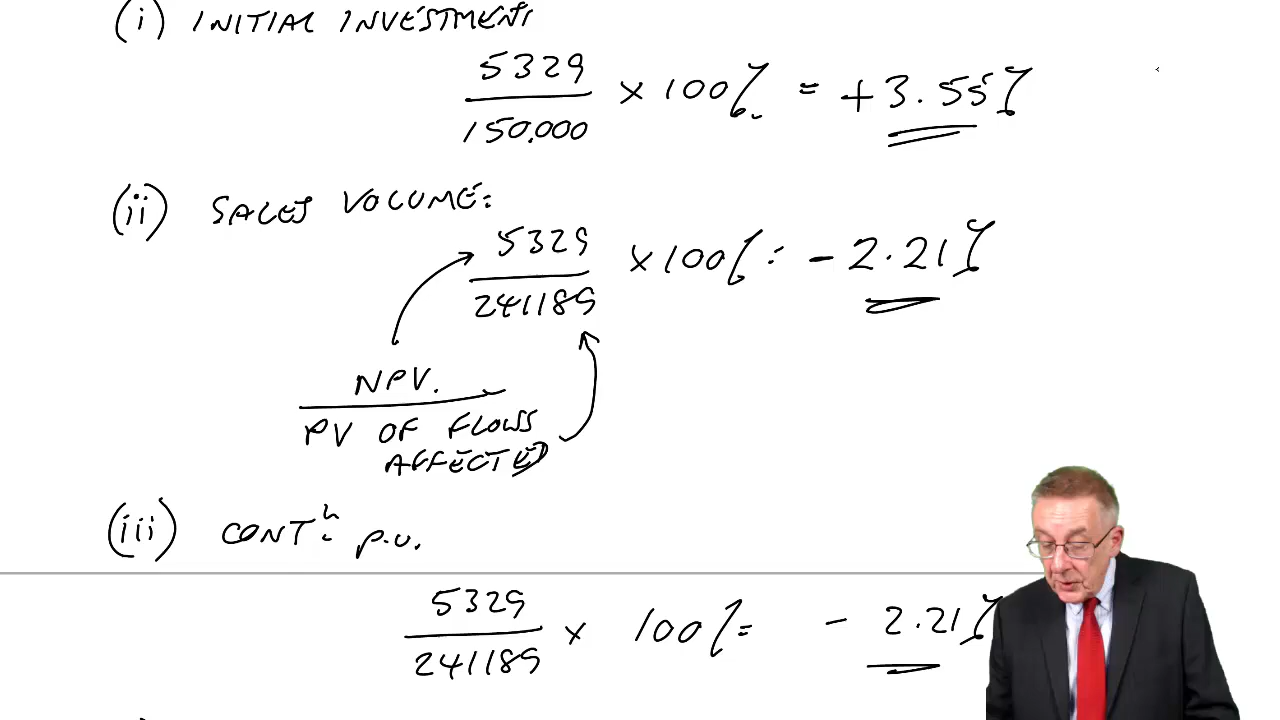 (i) INITIAL INVESTMENT
5329
150,000
× 100% = +3.55%
(ii) SALES VOLUME:
5329
241189
×100% = -2.21%
NPV.
PV OF FLOWS
AFFECTED
(iii) CONTn. p.u.
5329
241189
× 100% = - 2.21%